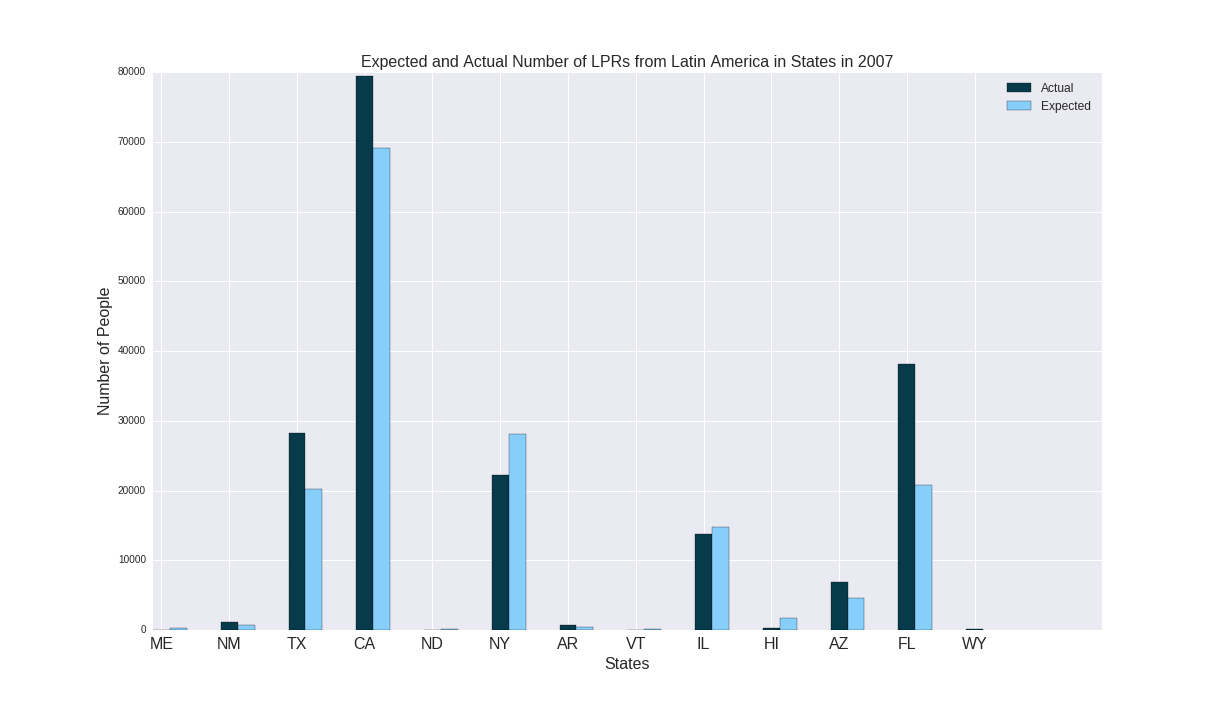 Expected and Actual Number of LPRs from Latin America in States in 2007
Actual
Expected
80000
70000
60000
50000
40000
30000
20000
10000
0
Number of People
ME NM TX CA ND NY AR VT IL HI AZ FL WY
States